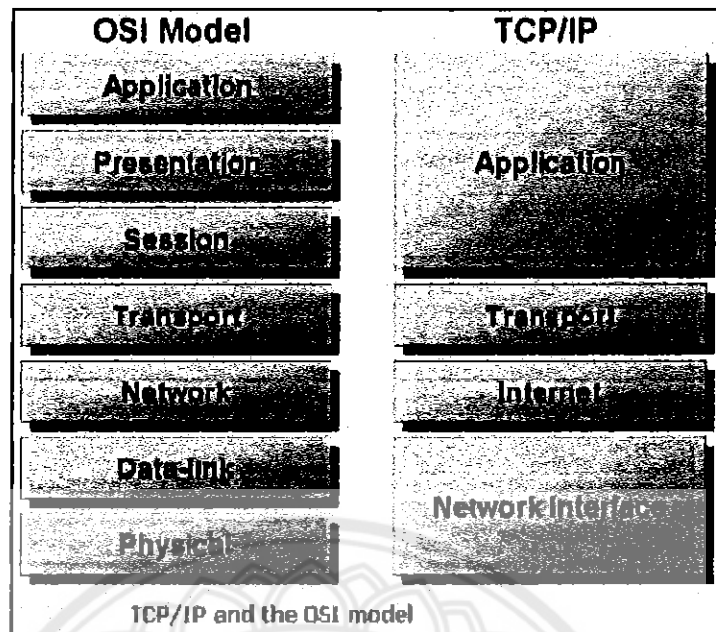 OSI Model
TCP/IP
Application
Presentation
Session
Transport
Network
Data-link
Physical
Application
Transport
Internet
Network Interface
TCP/IP and the OSI model